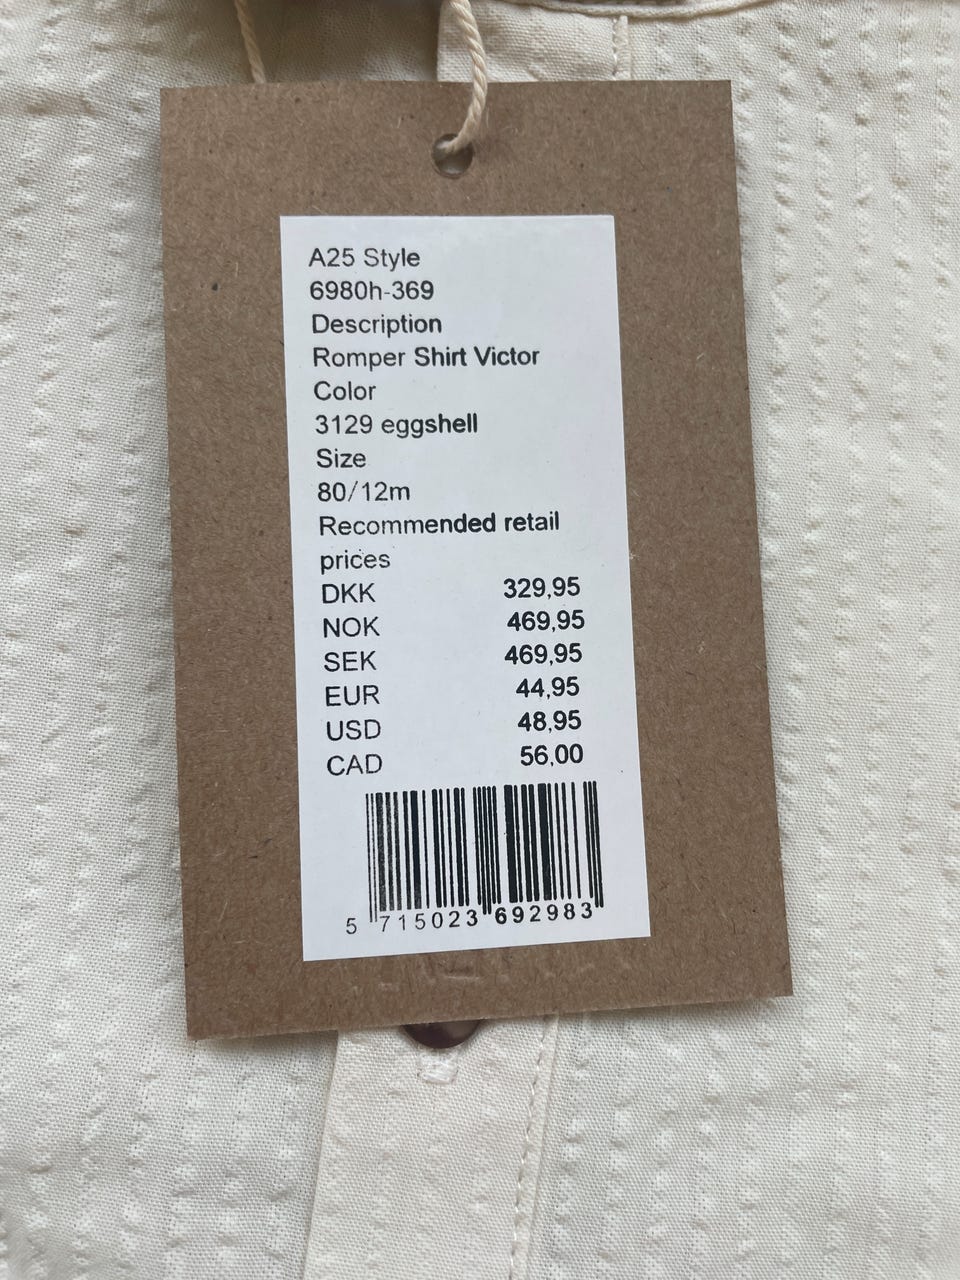 A25 Style
6980h-369
Description
Romper Shirt Victor
Color
3129 eggshell
Size
80/12m
Recommended retail
prices
DKK 329,95
NOK 469,95
SEK 469,95
EUR 44,95
USD 48,95
CAD 56,00
5 715023 692983